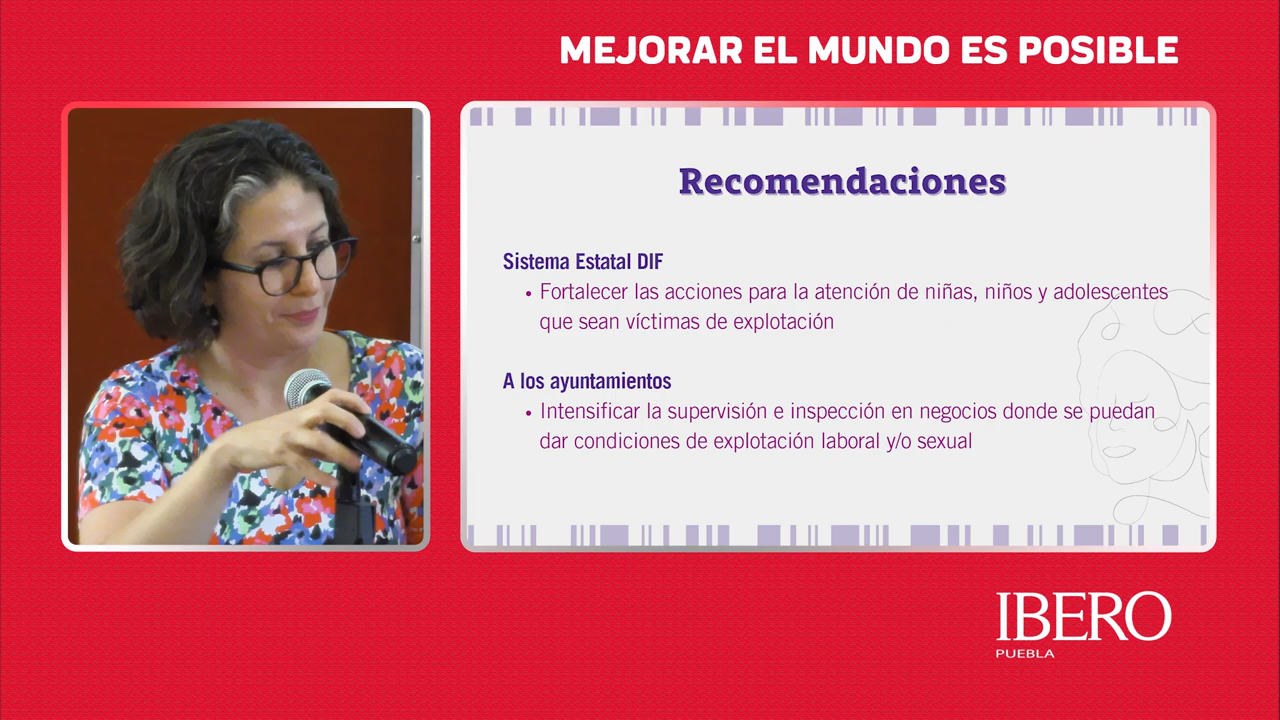 MEJORAR EL MUNDO ES POSIBLE
Recomendaciones
Sistema Estatal DIF
• Fortalecer las acciones para la atención de niñas, niños y adolescentes
que sean víctimas de explotación
A los ayuntamientos
• Intensificar la supervisión e inspección en negocios donde se puedan
dar condiciones de explotación laboral y/o sexual
IBERO
PUEBLA